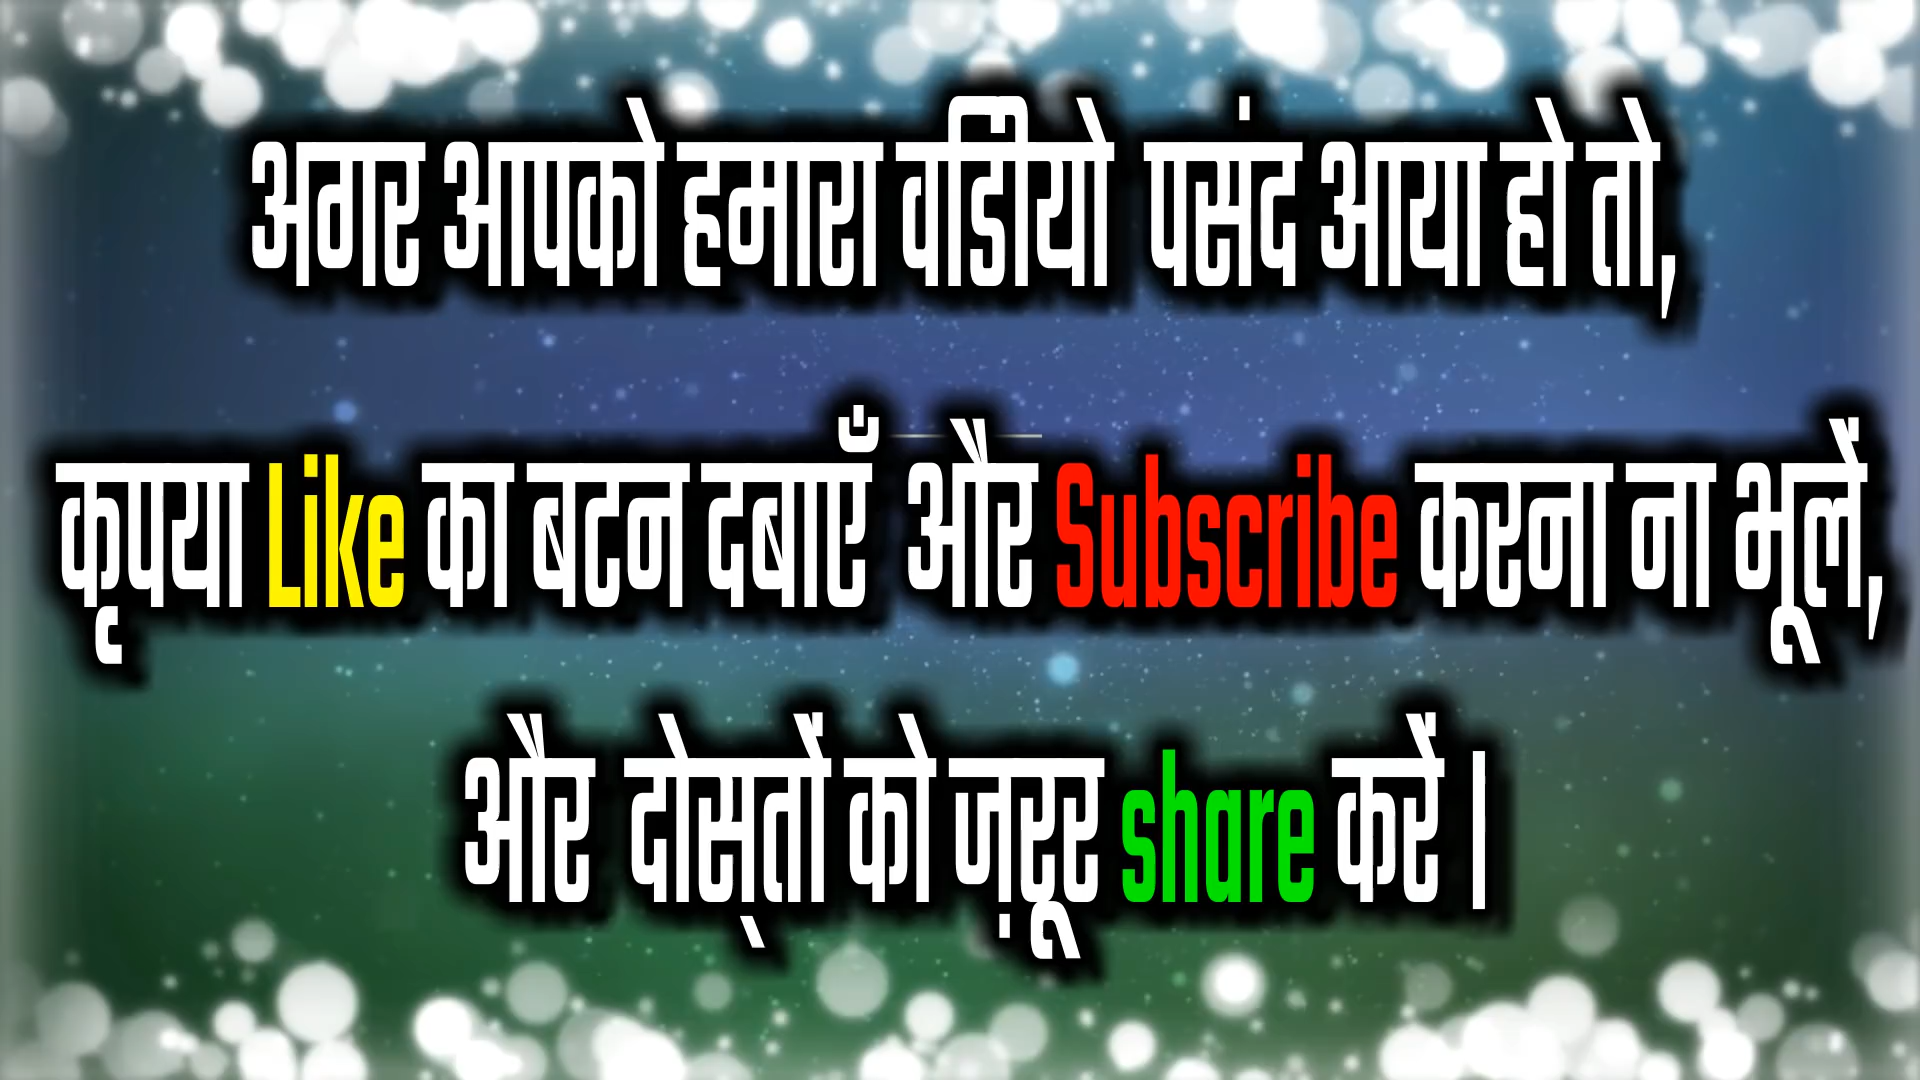 अगर आपको हमारा वडिीयो पसंद आया हो तो,
कृपया Like का बटन दबाएँ और Subscribe करना ना भूलें,
और दोस्तों को ज़रूर share करें |